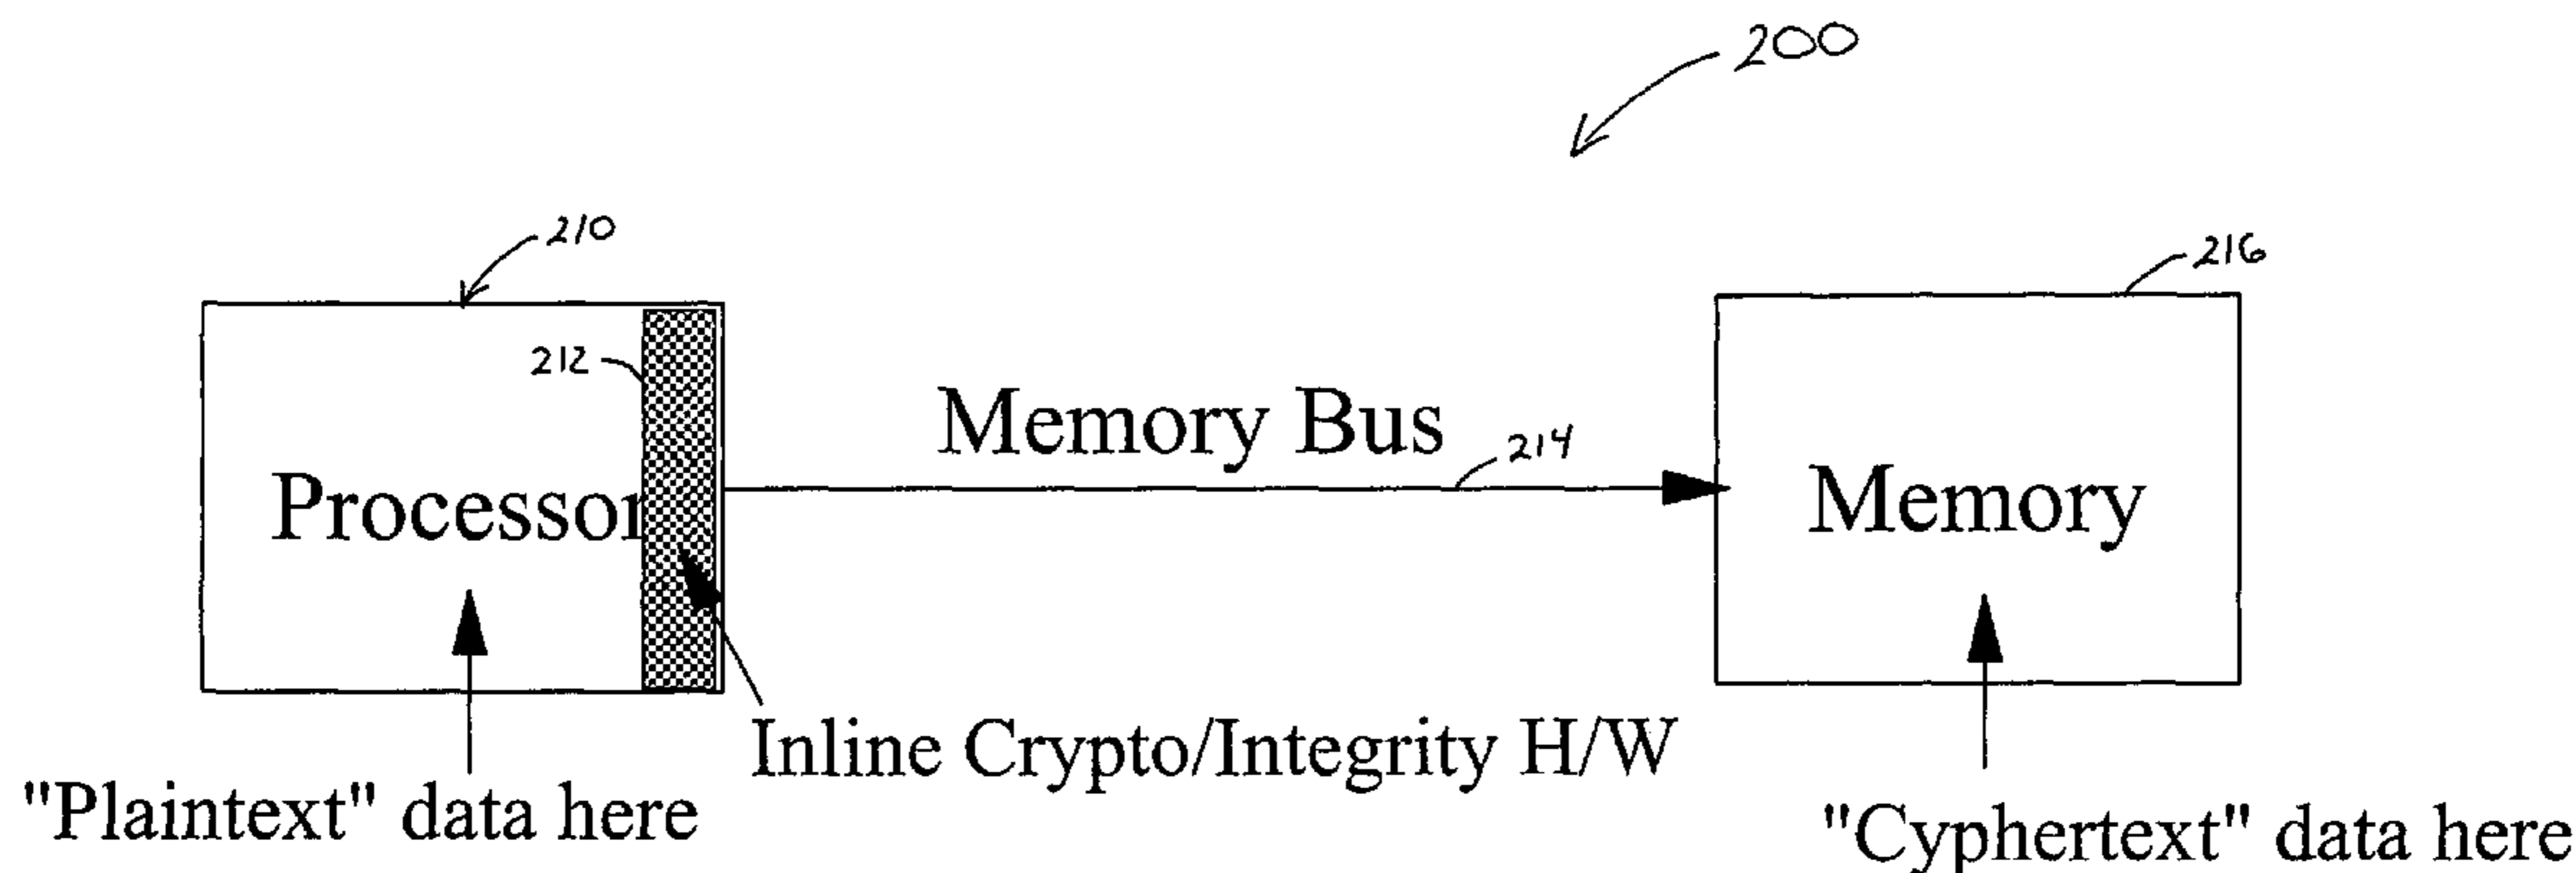 200
210
216
212
Memory Bus
214
Processor
Memory
Inline Crypto/Integrity H/W
"Plaintext" data here
"Cyphertext" data here